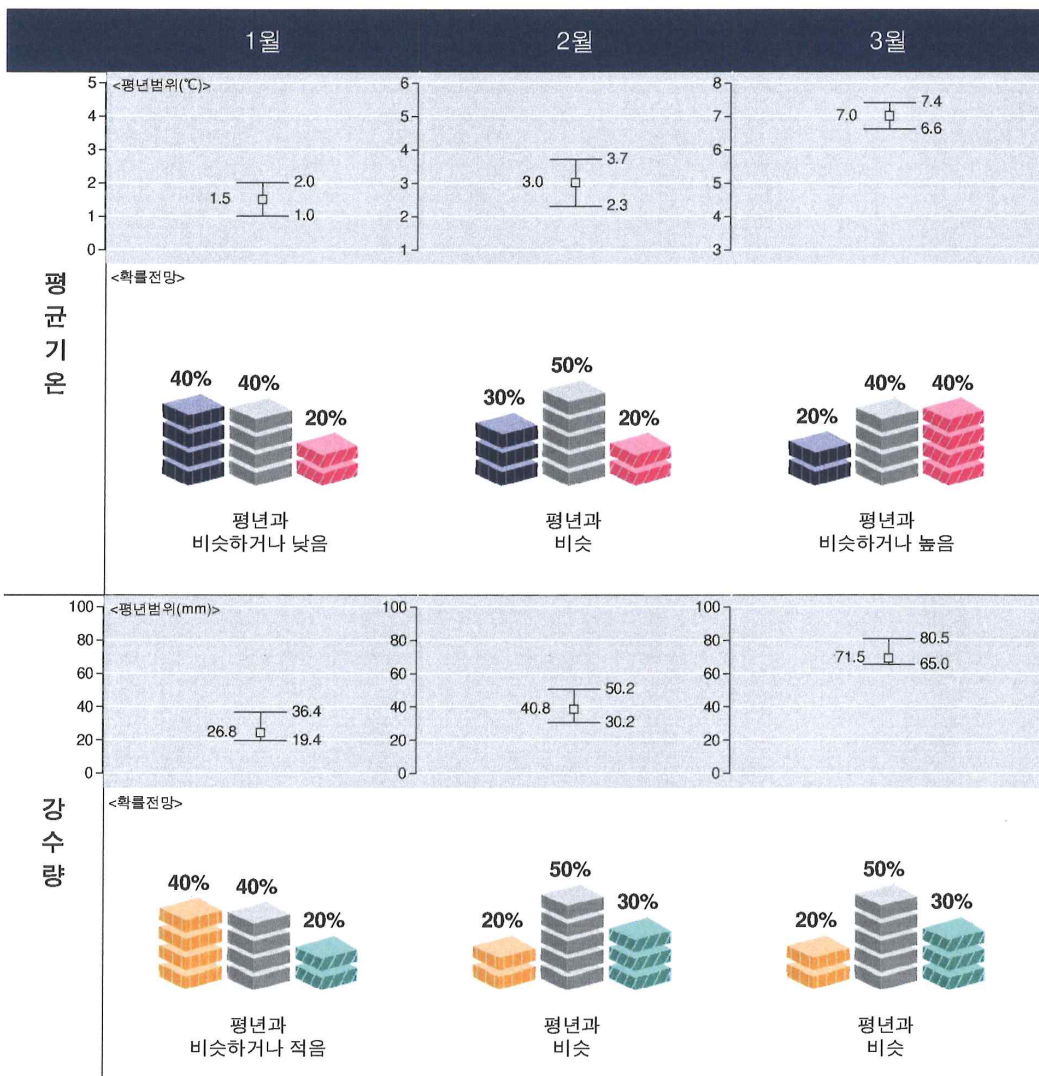 1월 2월 3월
평균기온
<평년범위(℃)>
5 4 3 2 1 0
2.0
1.5
1.0
6 5 4 3 2 1
3.7
3.0
2.3
8 7 6 5 4 3
7.4
7.0
6.6
<확률전망>
40% 40% 20%
평년과
비슷하거나 낮음
30% 50% 20%
평년과
비슷
20% 40% 40%
평년과
비슷하거나 높음
강수량
<평년범위(mm)>
100 80 60 40 20 0
36.4
26.8
19.4
100 80 60 40 20 0
50.2
40.8
30.2
100 80 60 40 20 0
80.5
71.5
65.0
<확률전망>
40% 40% 20%
평년과
비슷하거나 적음
20% 50% 30%
평년과
비슷
20% 50% 30%
평년과
비슷